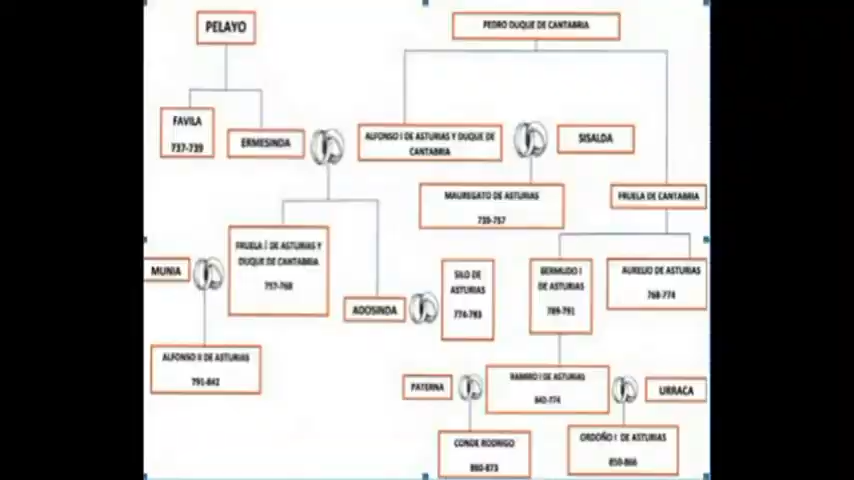 PELAYO
PEDRO DUQUE DE CANTABRIA
FAVILA
737-739
ERMESINDA
ALFONSO I DE ASTURIAS Y DUQUE DE
CANTABRIA
SISALDA
MAUREGATO DE ASTURIAS
FRUELA DE CANTABRIA
MUNIA
FRUELA I DE ASTURIAS Y
DUQUE DE CANTABRIA
757-768
ADOSINDA
SILO DE
ASTURIAS
774-783
BERMUDO I
DE ASTURIAS
789-791
AURELIO DE ASTURIAS
768-774
ALFONSO II DE ASTURIAS
791-842
PATERNA
RAMIRO I DE ASTURIAS
URRACA
CONDE RODRIGO
860-873
ORDOÑO I DE ASTURIAS
850-866